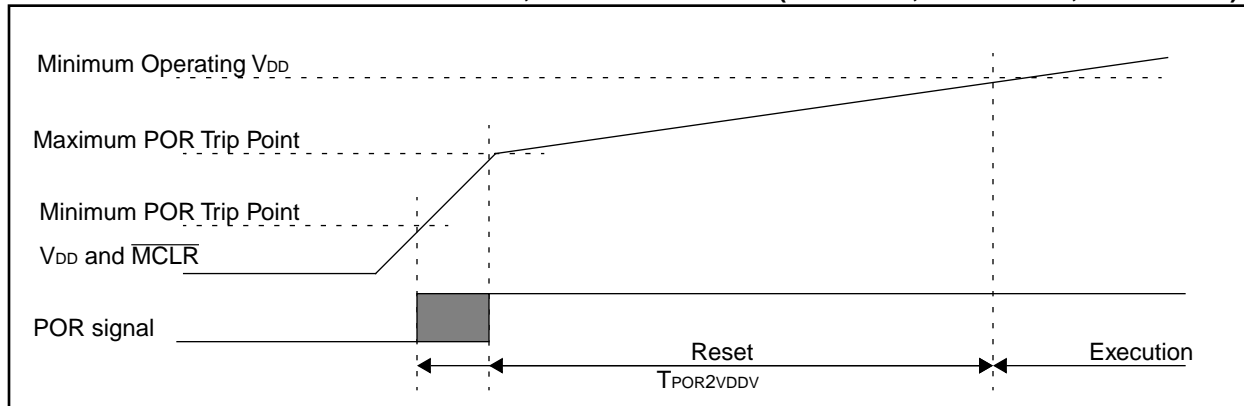 Minimum Operating VDD
Maximum POR Trip Point
Minimum POR Trip Point
VDD and MCLR
POR signal
Reset
Execution
TPOR2VDDV